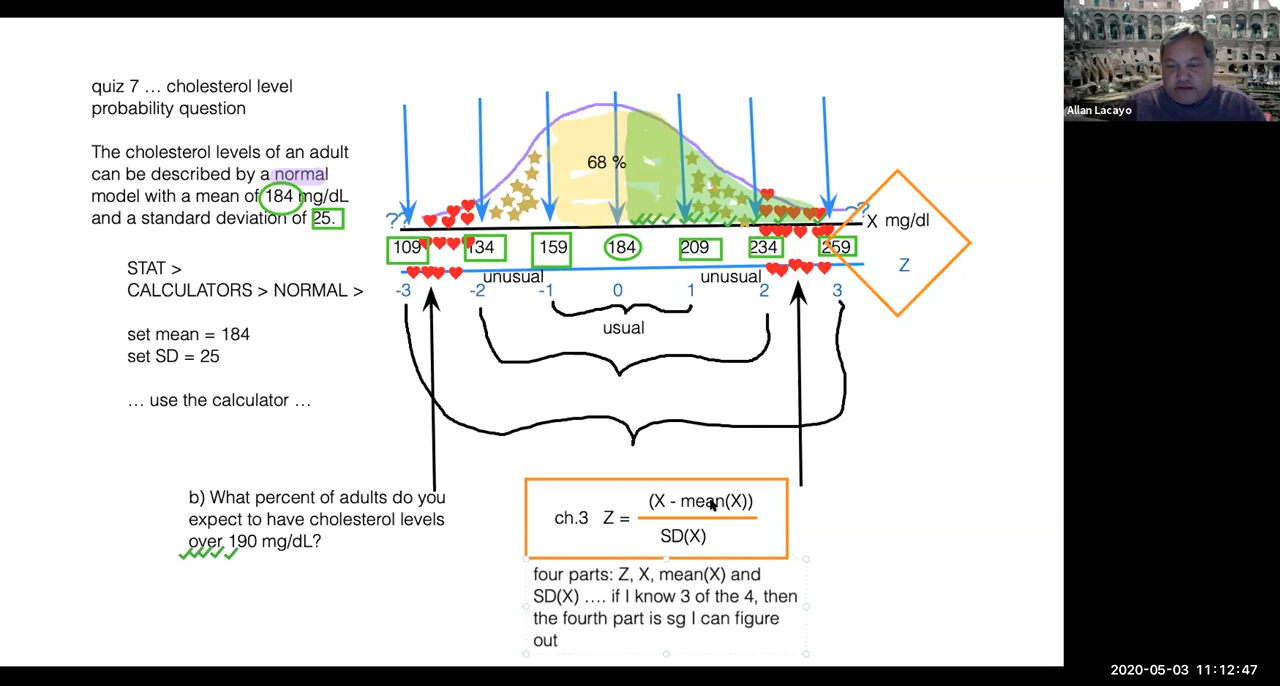 quiz 7 … cholesterol level
probability question
The cholesterol levels of an adult
can be described by a normal
model with a mean of 184 mg/dL
and a standard deviation of 25.
STAT >
CALCULATORS > NORMAL >
set mean = 184
set SD = 25
… use the calculator …
b) What percent of adults do you
expect to have cholesterol levels
over 190 mg/dL?
68 %
?? ??
X mg/dl
109 134 159 184 209 234 259
Z
unusual unusual
-3 -2 -1 0 1 2 3
usual
(X - mean(X))
ch.3 Z =
SD(X)
four parts: Z, X, mean(X) and
SD(X) .... if I know 3 of the 4, then
the fourth part is sg I can figure
out
Allan Lacayo
2020-05-03 11:12:47